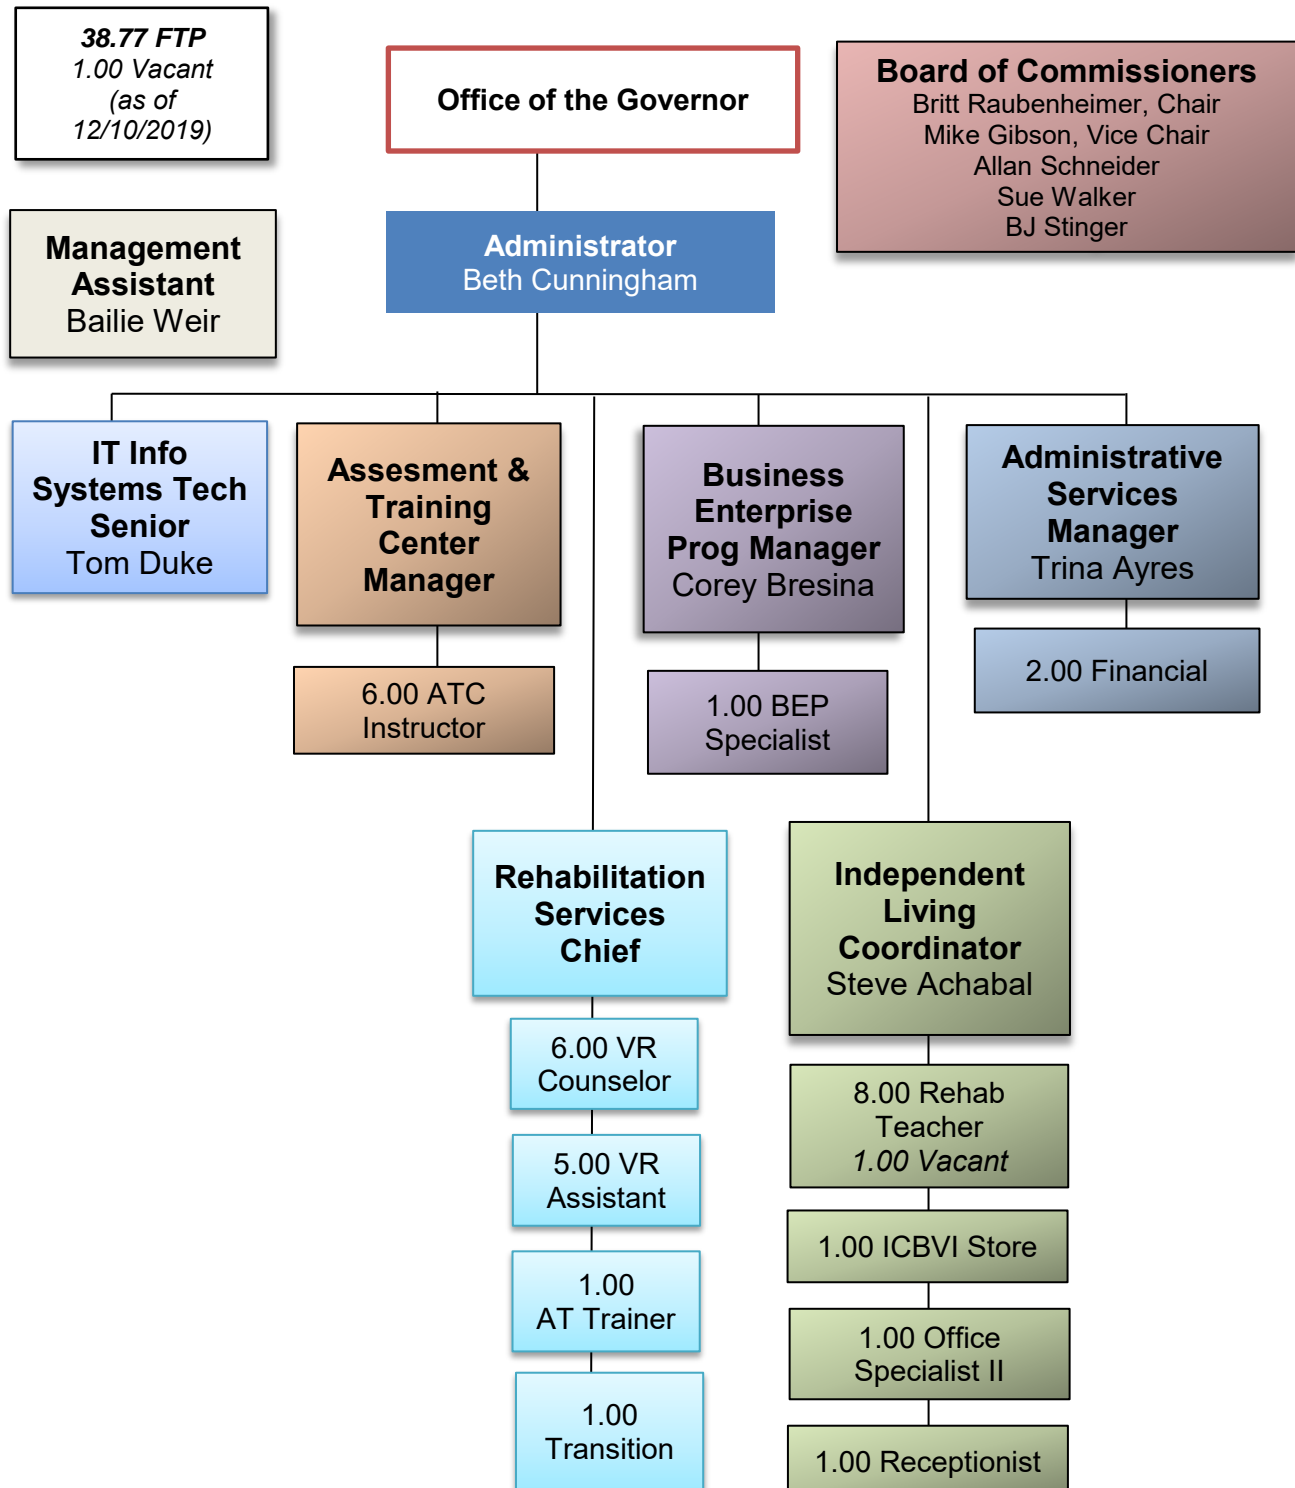 38.77 FTP
1.00 Vacant
(as of
12/10/2019)
Office of the Governor
Board of Commissioners
Britt Raubenheimer, Chair
Mike Gibson, Vice Chair
Allan Schneider
Sue Walker
BJ Stinger
Management
Assistant
Bailie Weir
Administrator
Beth Cunningham
IT Info
Systems Tech
Senior
Tom Duke
Assesment &
Training
Center
Manager
Business
Enterprise
Prog Manager
Corey Bresina
Administrative
Services
Manager
Trina Ayres
6.00 ATC
Instructor
1.00 BEP
Specialist
2.00 Financial
Rehabilitation
Services
Chief
6.00 VR
Counselor
5.00 VR
Assistant
1.00
AT Trainer
1.00
Transition
Independent
Living
Coordinator
Steve Achabal
8.00 Rehab
Teacher
1.00 Vacant
1.00 ICBVI Store
1.00 Office
Specialist II
1.00 Receptionist